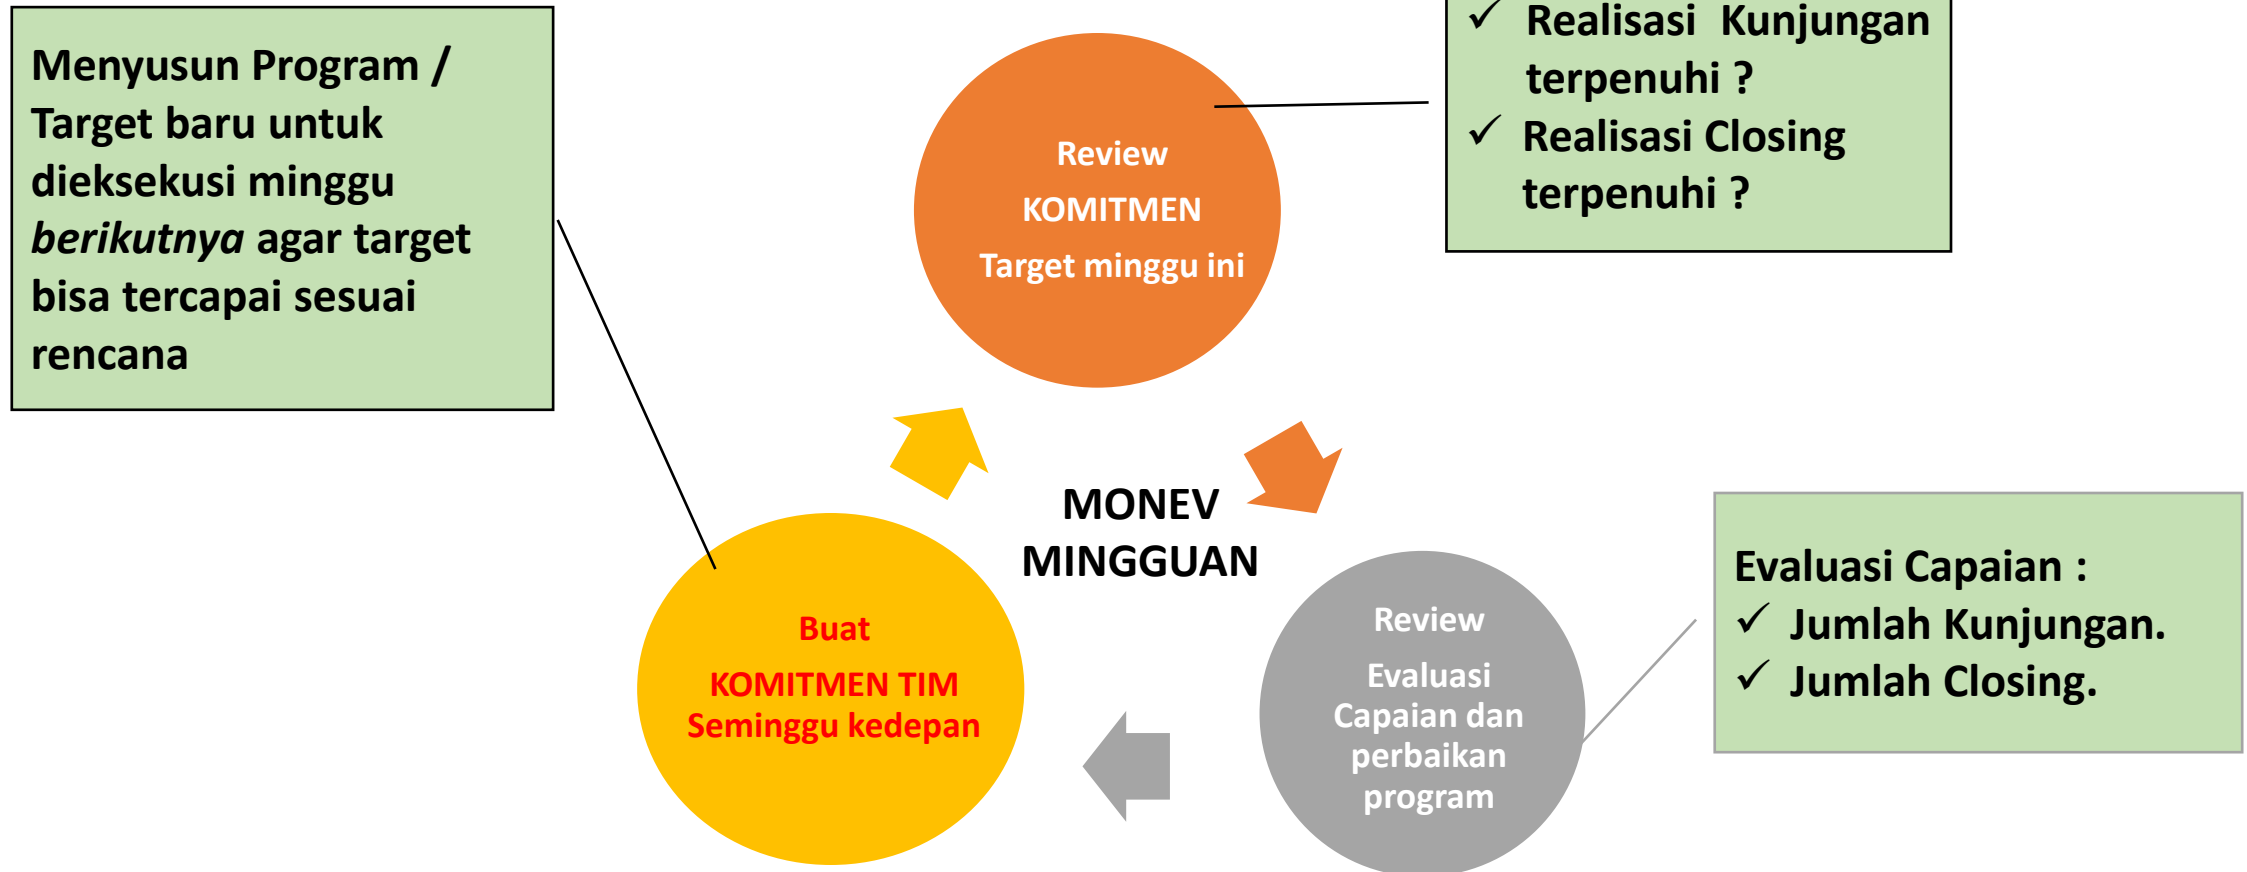 Menyusun Program /
Target baru untuk
dieksekusi minggu
berikutnya agar target
bisa tercapai sesuai
rencana
Review
KOMITMEN
Target minggu ini
✓ Realisasi Kunjungan
terpenuhi ?
✓ Realisasi Closing
terpenuhi ?
MONEV
MINGGUAN
Buat
KOMITMEN TIM
Seminggu kedepan
Review
Evaluasi
Capaian dan
perbaikan
program
Evaluasi Capaian :
✓ Jumlah Kunjungan.
✓ Jumlah Closing.